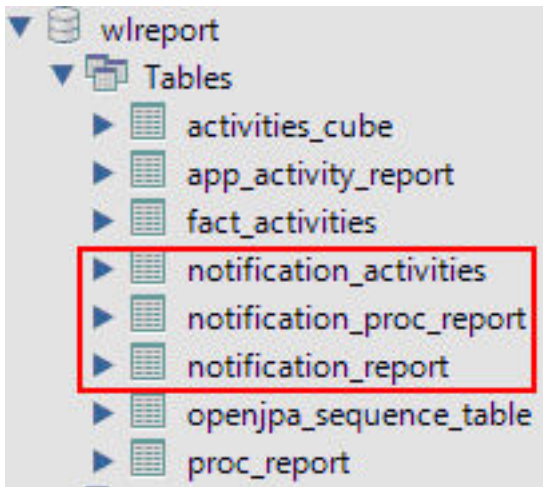 wlreport
Tables
activities_cube
app_activity_report
fact_activities
notification_activities
notification_proc_report
notification_report
openjpa_sequence_table
proc_report